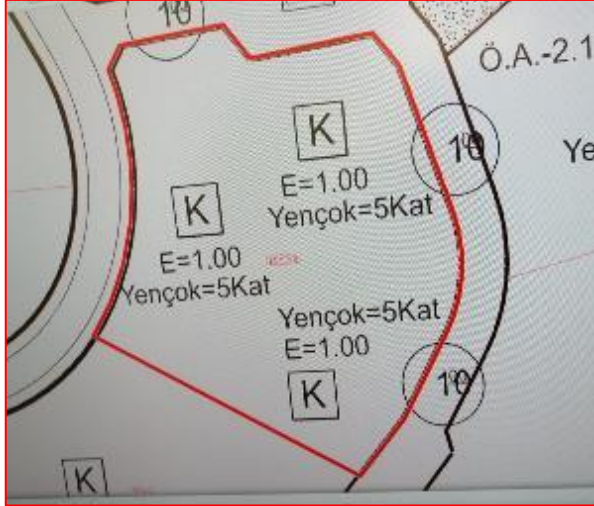 10
Ö.A.-2.1
K
10
E=1.00
Yençok=5Kat
Ye
K
E=1.00
Yençok=5Kat
Yençok=5Kat
E=1.00
K
10
K